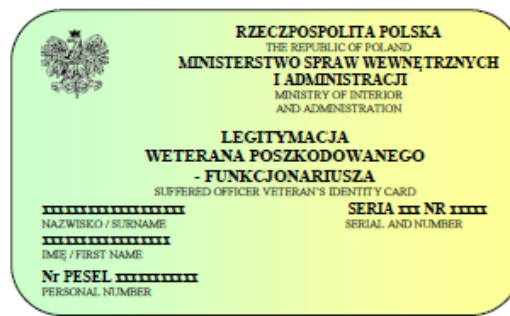 RZECZPOSPOLITA POLSKA
THE REPUBLIC OF POLAND
MINISTERSTWO SPRAW WEWNĘTRZNYCH
I ADMINISTRACJI
MINISTRY OF INTERIOR
AND ADMINISTRATION
LEGITYMACJA
WETERANA POSZKODOWANEGO
- FUNKCJONARIUSZA
SUFFERED OFFICER VETERAN'S IDENTITY CARD
xxxxxxxxxxxxxxxxxx
NAZWISKO / SURNAME
SERIA xxx NR xxxxx
SERIAL AND NUMBER
xxxxxxxxxxxxxxxx
IMIĘ / FIRST NAME
Nr PESEL xxxxxxxxxxx
PERSONAL NUMBER